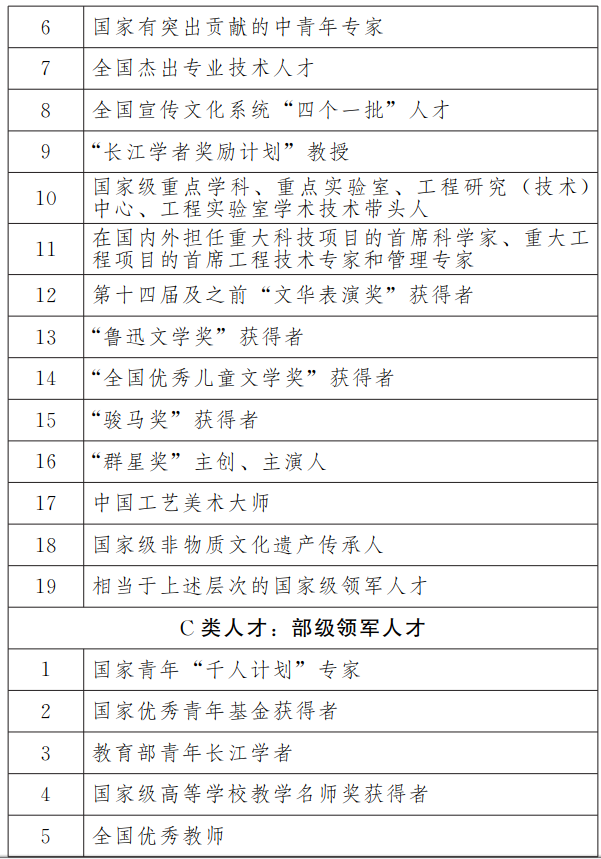 6 国家有突出贡献的中青年专家
7 全国杰出专业技术人才
8 全国宣传文化系统“四个一批”人才
9 “长江学者奖励计划”教授
10 国家级重点学科、重点实验室、工程研究（技术）
中心、工程实验室学术技术带头人
11 在国内外担任重大科技项目的首席科学家、重大工
程项目的首席工程技术专家和管理专家
12 第十四届及之前“文华表演奖”获得者
13 “鲁迅文学奖”获得者
14 “全国优秀儿童文学奖”获得者
15 “骏马奖”获得者
16 “群星奖”主创、主演人
17 中国工艺美术大师
18 国家级非物质文化遗产传承人
19 相当于上述层次的国家级领军人才
C 类人才：部级领军人才
1 国家青年“千人计划”专家
2 国家优秀青年基金获得者
3 教育部青年长江学者
4 国家级高等学校教学名师奖获得者
5 全国优秀教师